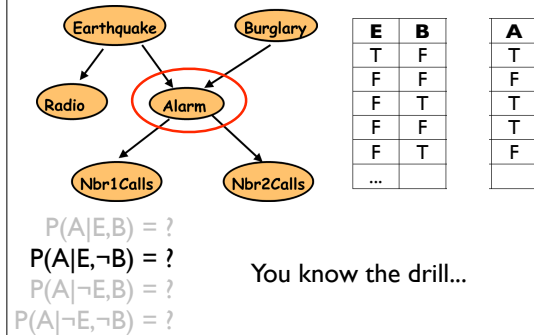 Earthquake
Burglary
Radio
Alarm
Nbr1Calls
Nbr2Calls
E B A
T F T
F F F
F T T
F F T
F T F
...
P(A|E,B) = ?
P(A|E,¬B) = ?
P(A|¬E,B) = ?
P(A|¬E,¬B) = ?
You know the drill...